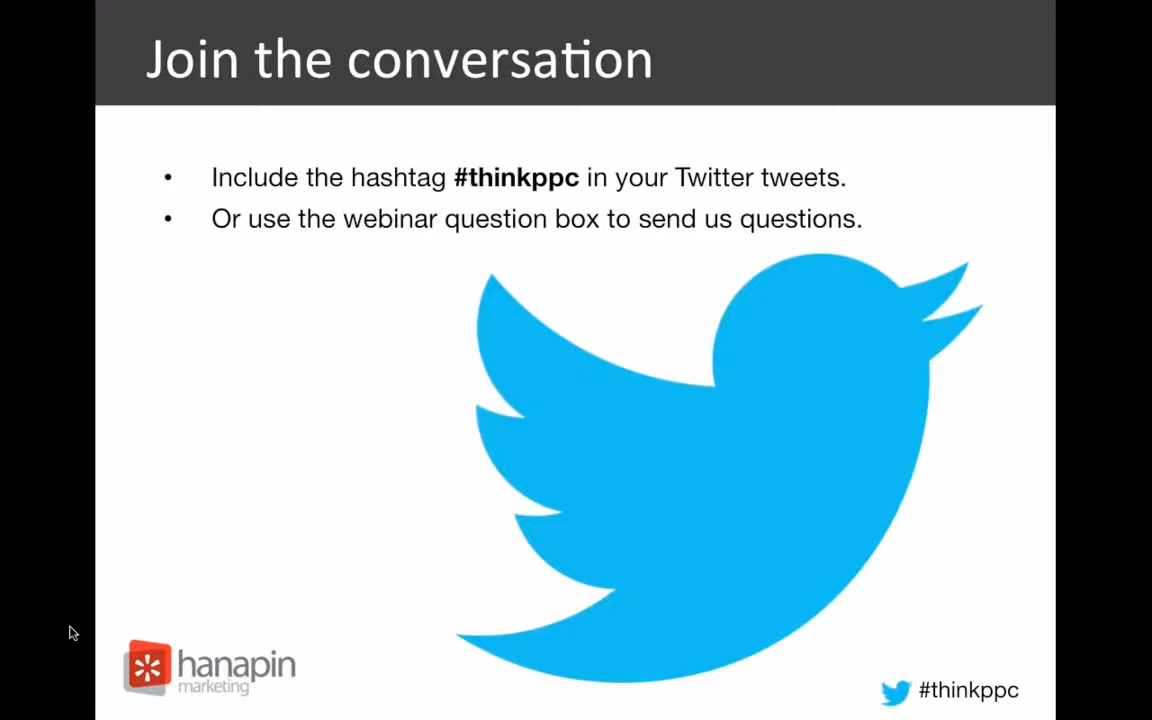 Join the conversation
• Include the hashtag #thinkppc in your Twitter tweets.
• Or use the webinar question box to send us questions.
hanapin
marketing
#thinkppc